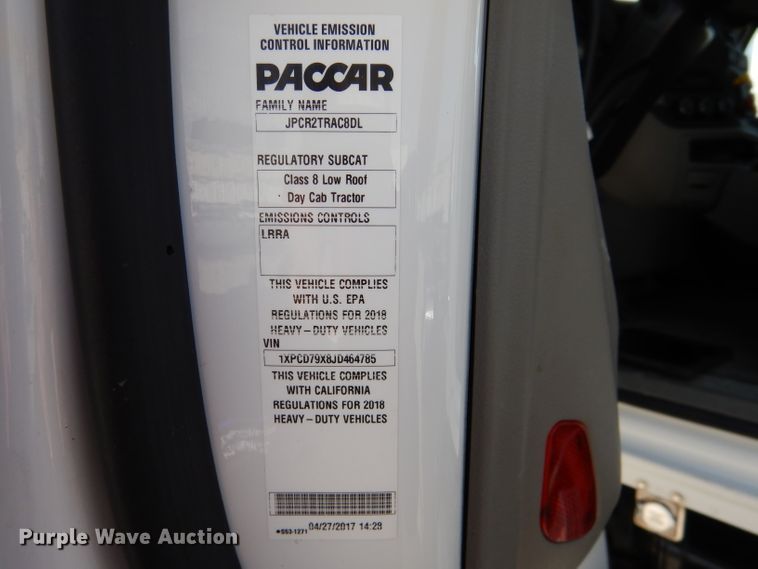 VEHICLE EMISSION
CONTROL INFORMATION
PACCAR
FAMILY NAME
JPCR2TRAC8DL
REGULATORY SUBCAT
Class 8 Low Roof
Day Cab Tractor
EMISSIONS CONTROLS
LRRA
THIS VEHICLE COMPLIES
WITH U.S. EPA
REGULATIONS FOR 2018
HEAVY-DUTY VEHICLES
VIN
1XPCD79X8JD464785
THIS VEHICLE COMPLIES
WITH CALIFORNIA
REGULATIONS FOR 2018
HEAVY-DUTY VEHICLES
*S53-1271 04/27/2017 14:28
Purple Wave Auction